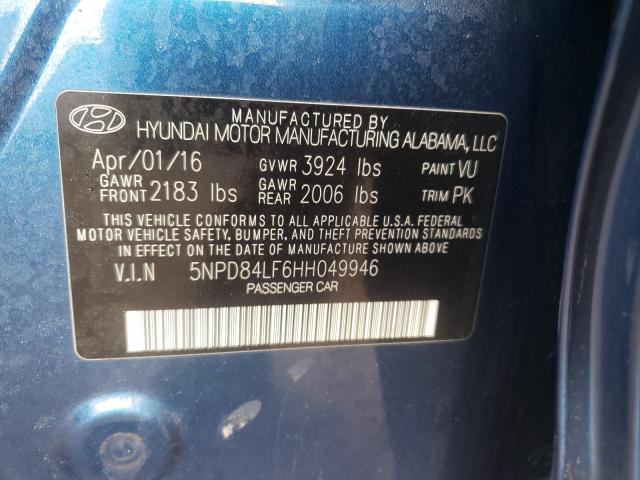 MANUFACTURED BY
HYUNDAI MOTOR MANUFACTURING ALABAMA, LLC
Apr/01/16 GVWR 3924 lbs PAINT VU
GAWR FRONT 2183 lbs GAWR REAR 2006 lbs TRIM PK
THIS VEHICLE CONFORMS TO ALL APPLICABLE U.S.A. FEDERAL
MOTOR VEHICLE SAFETY, BUMPER, AND THEFT PREVENTION STANDARDS
IN EFFECT ON THE DATE OF MANUFACTURE SHOWN ABOVE
V.I.N 5NPD84LF6HH049946
PASSENGER CAR